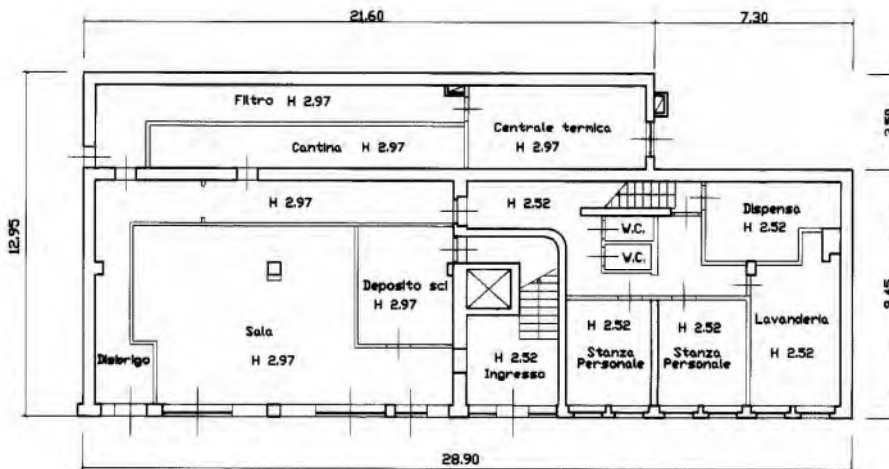 21.60
7.30
Filtro H 2.97
Centrale termica
H 2.97
Cantina H 2.97
12.95
H 2.97
H 2.52
Dispensa
H 2.52
W.C.
W.C.
Deposito sci
H 2.97
Sala
H 2.97
Disbrigo
H 2.52
Ingresso
H 2.52
Stanza
Personale
H 2.52
Stanza
Personale
Lavanderia
H 2.52
28.90